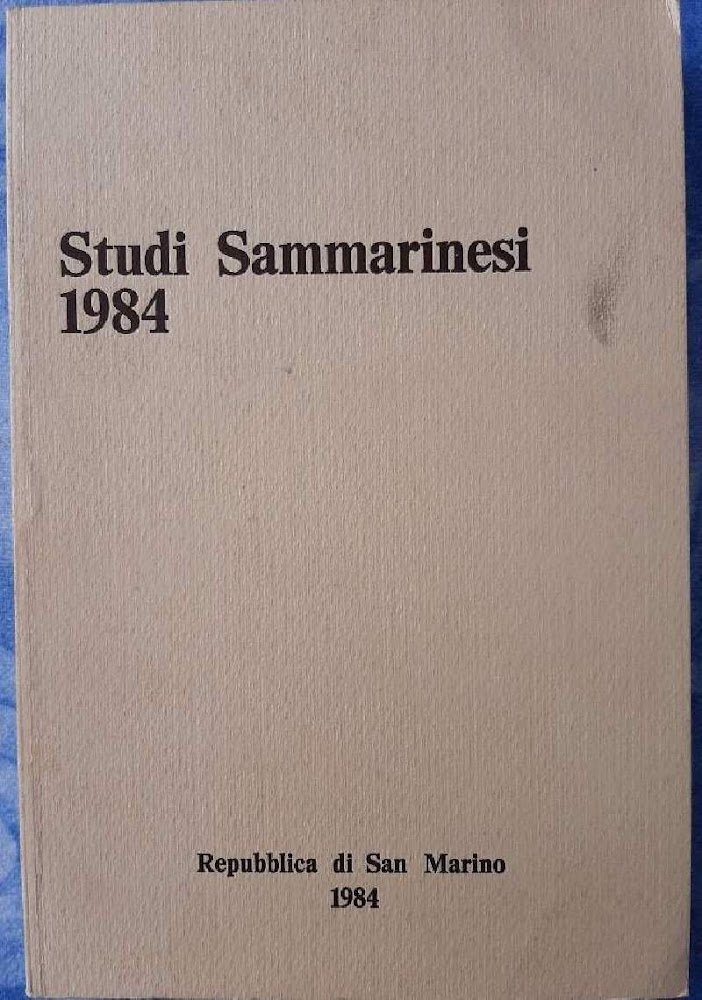 Studi Sammarinesi
1984
Repubblica di San Marino
1984